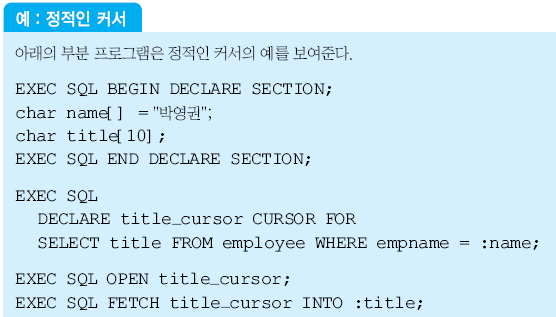 예 : 정적인 커서
아래의 부분 프로그램은 정적인 커서의 예를 보여준다.
EXEC SQL BEGIN DECLARE SECTION;
char name[] ="박영권";
char title[10];
EXEC SQL END DECLARE SECTION;
EXEC SQL
DECLARE title_cursor CURSOR FOR
SELECT title FROM employee WHERE empname = :name;
EXEC SQL OPEN title_cursor;
EXEC SQL FETCH title_cursor INTO :title;